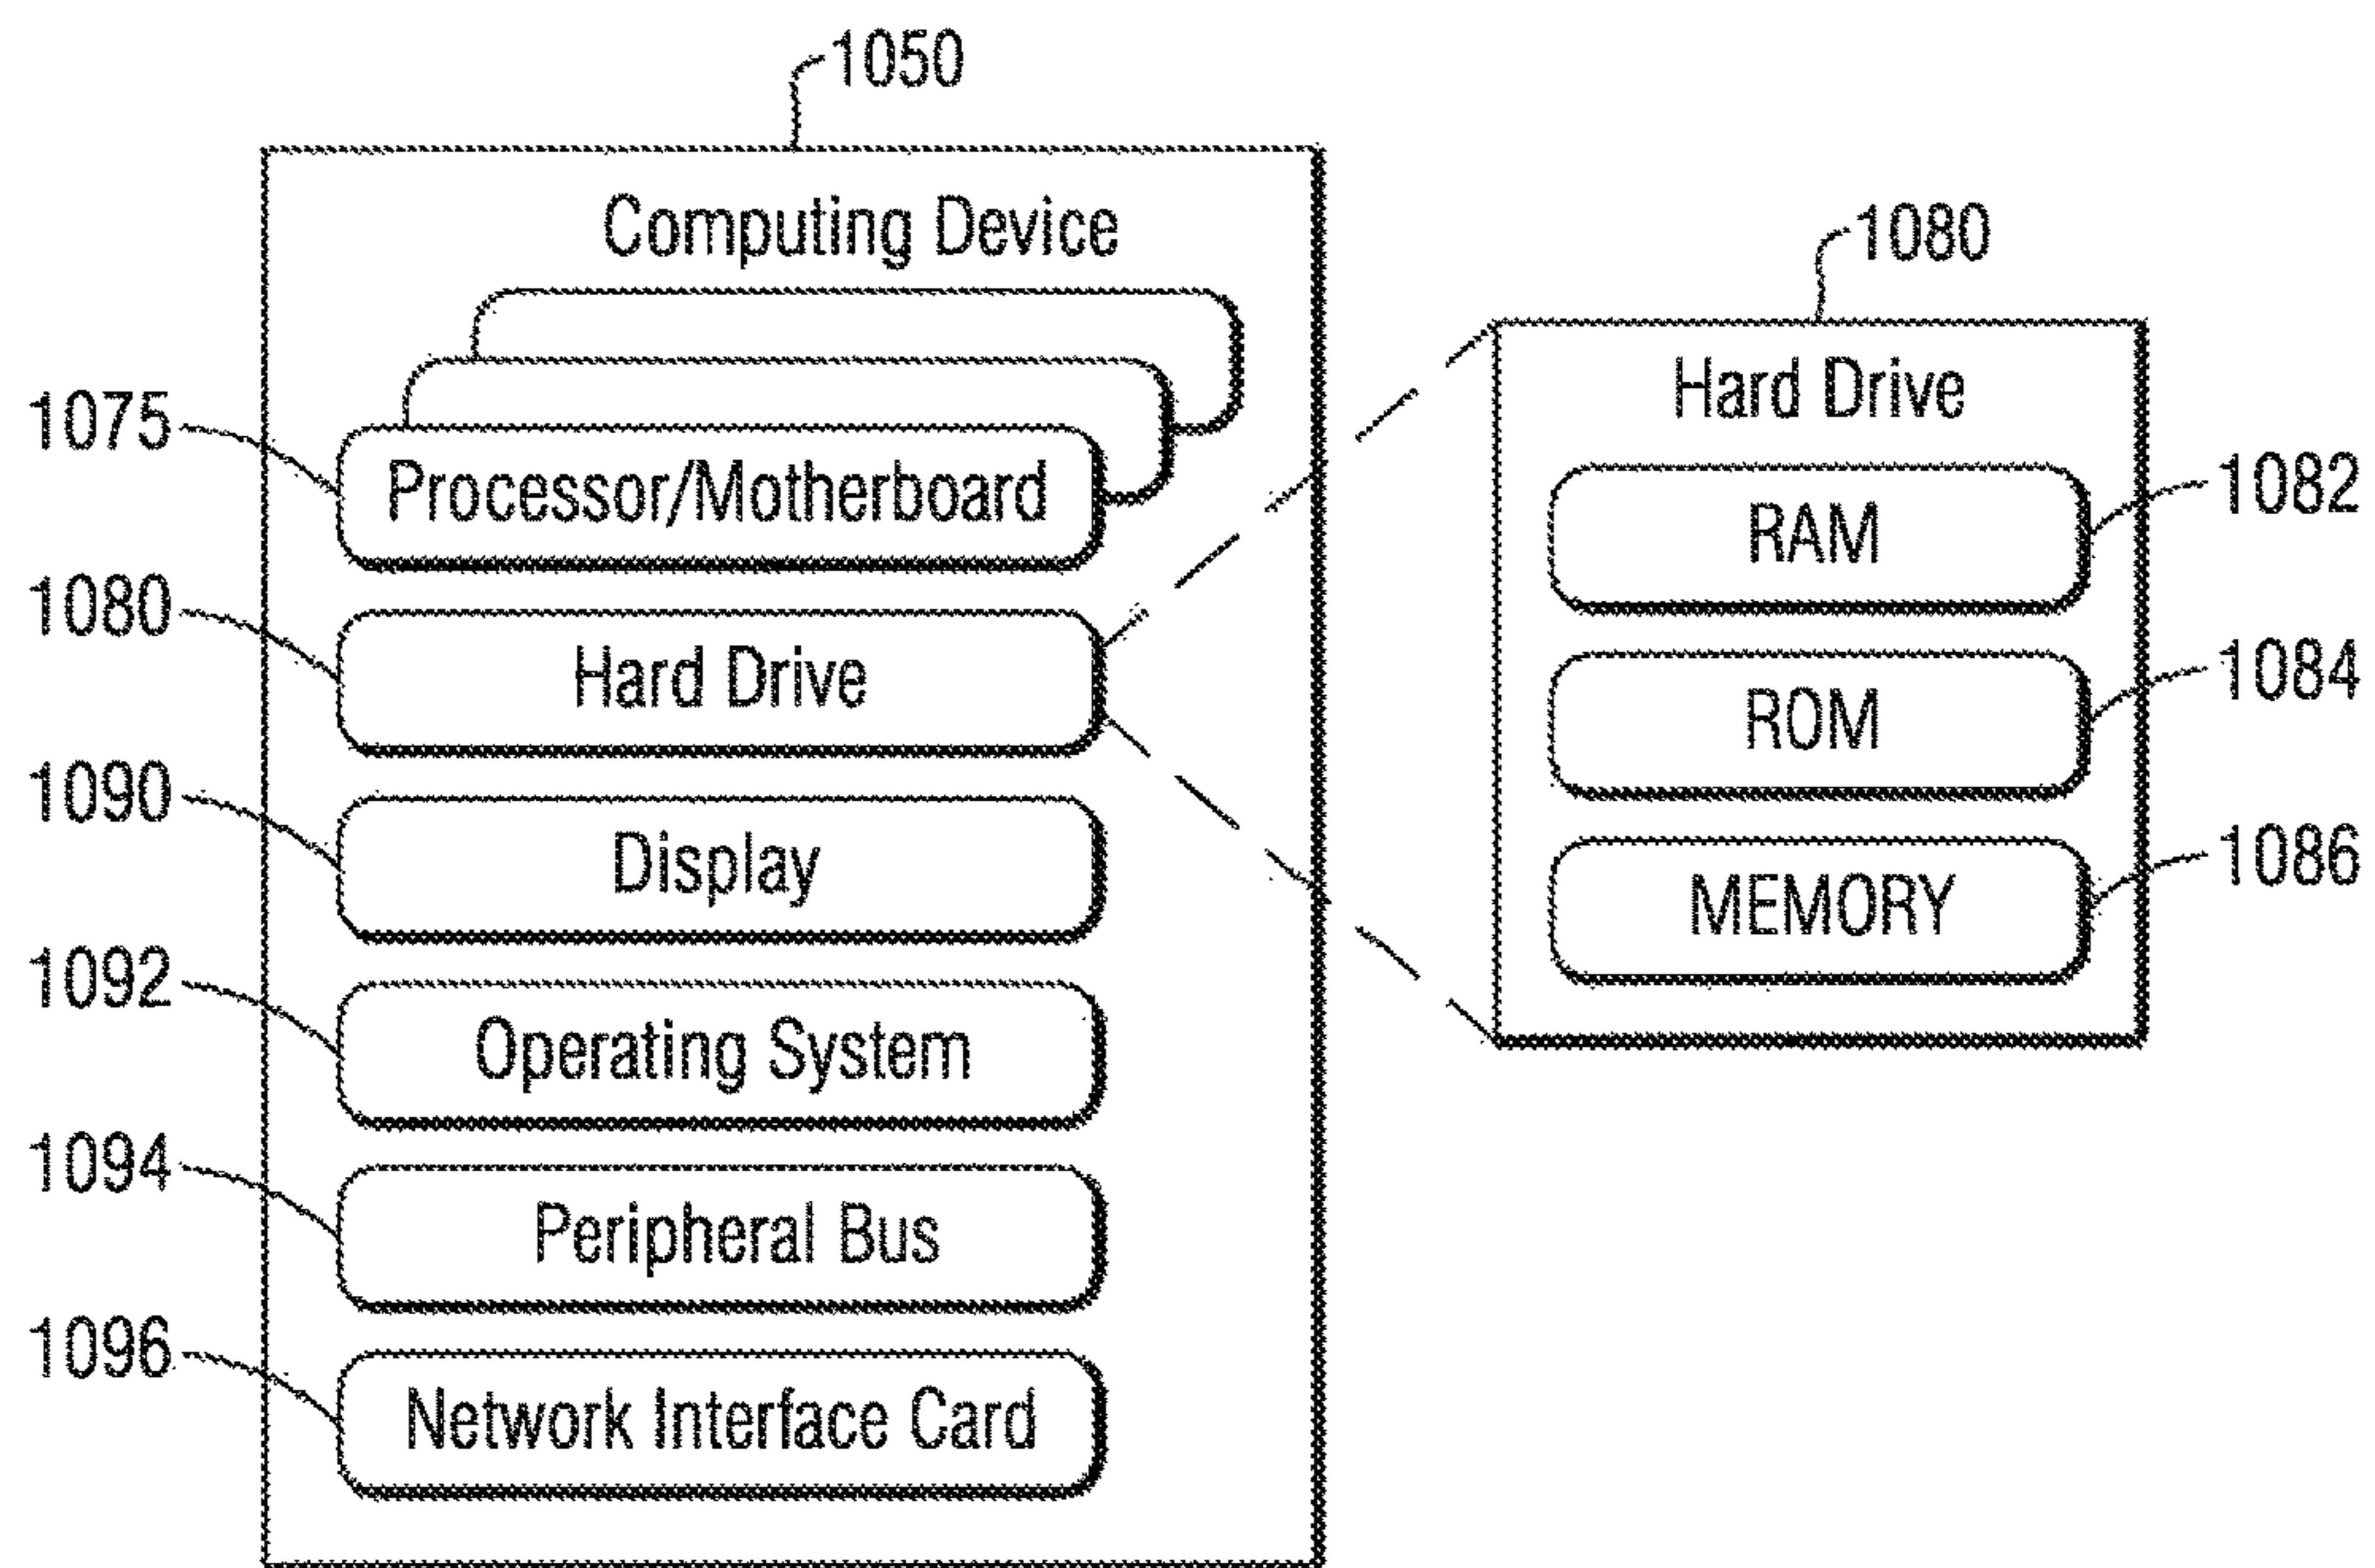 1050
Computing Device
1075
Processor/Motherboard
1080
Hard Drive
1090
Display
1092
Operating System
1094
Peripheral Bus
1096
Network Interface Card
1080
Hard Drive
RAM
1082
ROM
1084
MEMORY
1086